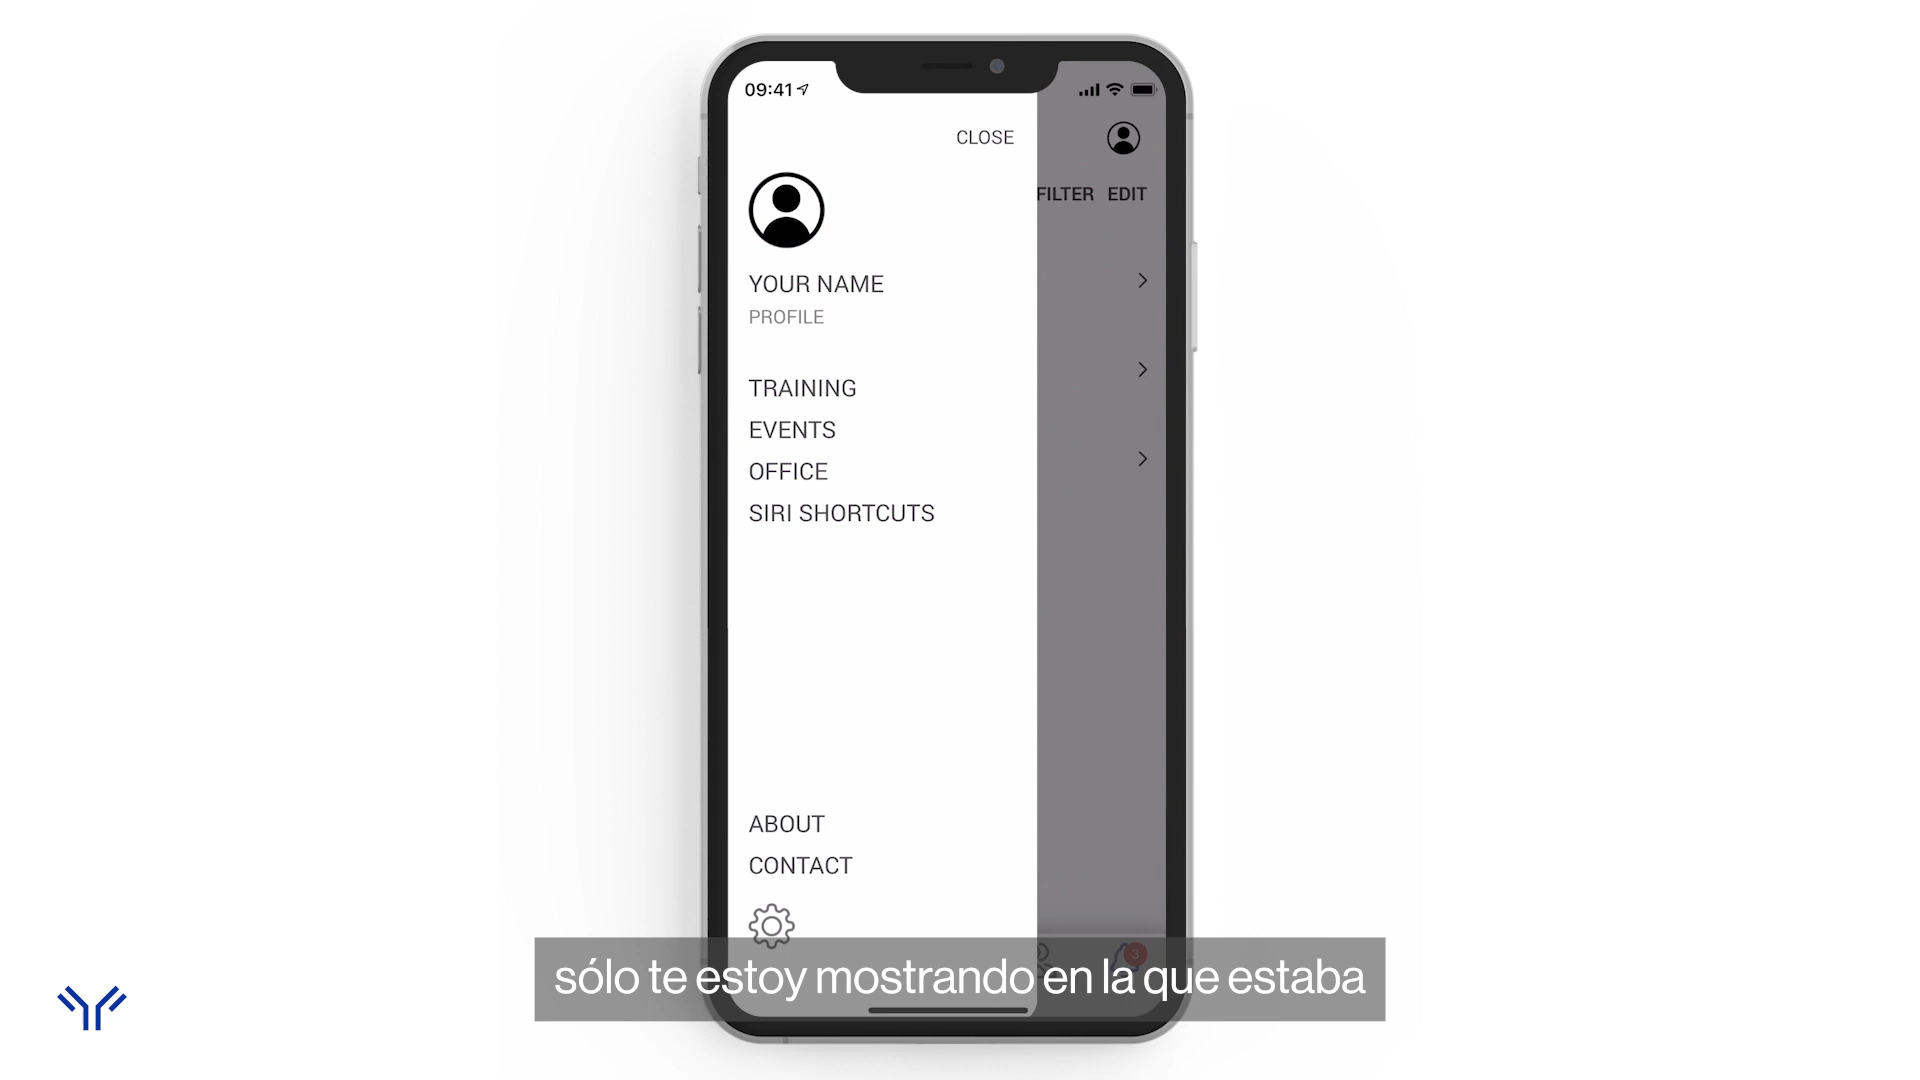 09:41
CLOSE
FILTER EDIT
YOUR NAME
PROFILE
TRAINING
EVENTS
OFFICE
SIRI SHORTCUTS
ABOUT
CONTACT
3
sólo te estoy mostrando en la que estaba